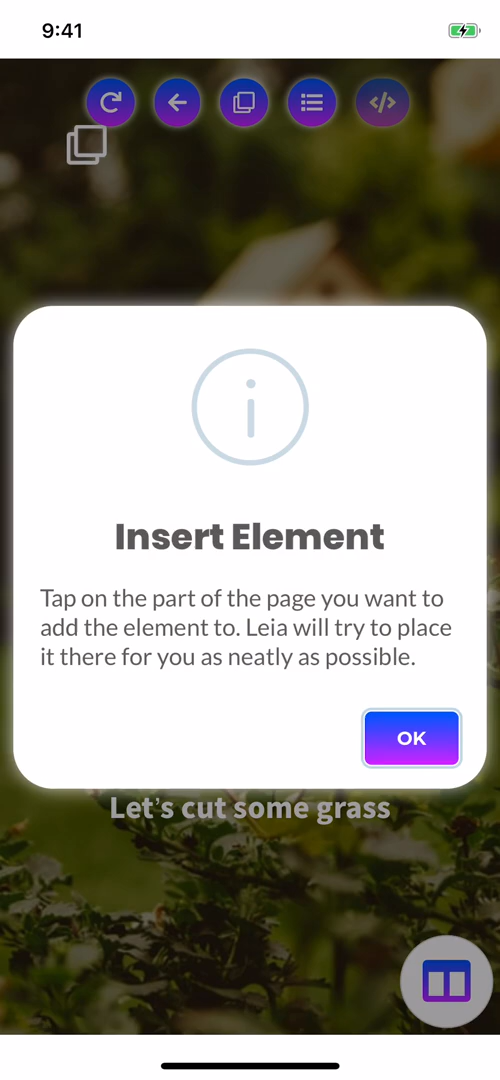 9:41
Insert Element
Tap on the part of the page you want to
add the element to. Leia will try to place
it there for you as neatly as possible.
OK
Let's cut some grass